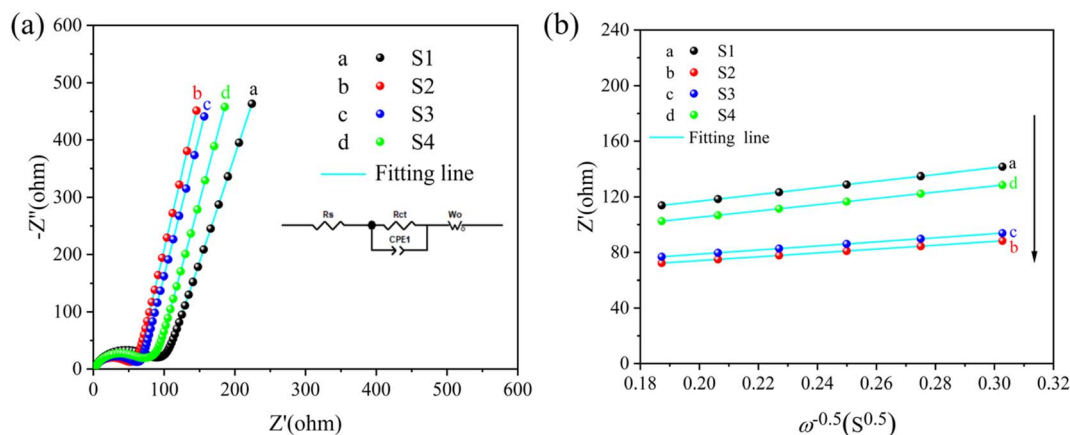 (a)
600
500
400
300
200
100
0
-Z"(ohm)
0 100 200 300 400 500 600
Z'(ohm)
a S1
b S2
c S3
d S4
Fitting line
b
c
d
a
Rs
Rct
Wo
CPE1
(b)
240
200
160
120
80
40
0
Z'(ohm)
0.18 0.20 0.22 0.24 0.26 0.28 0.30 0.32
ω-0.5(S0.5)
a S1
b S2
c S3
d S4
Fitting line
a
d
c
b